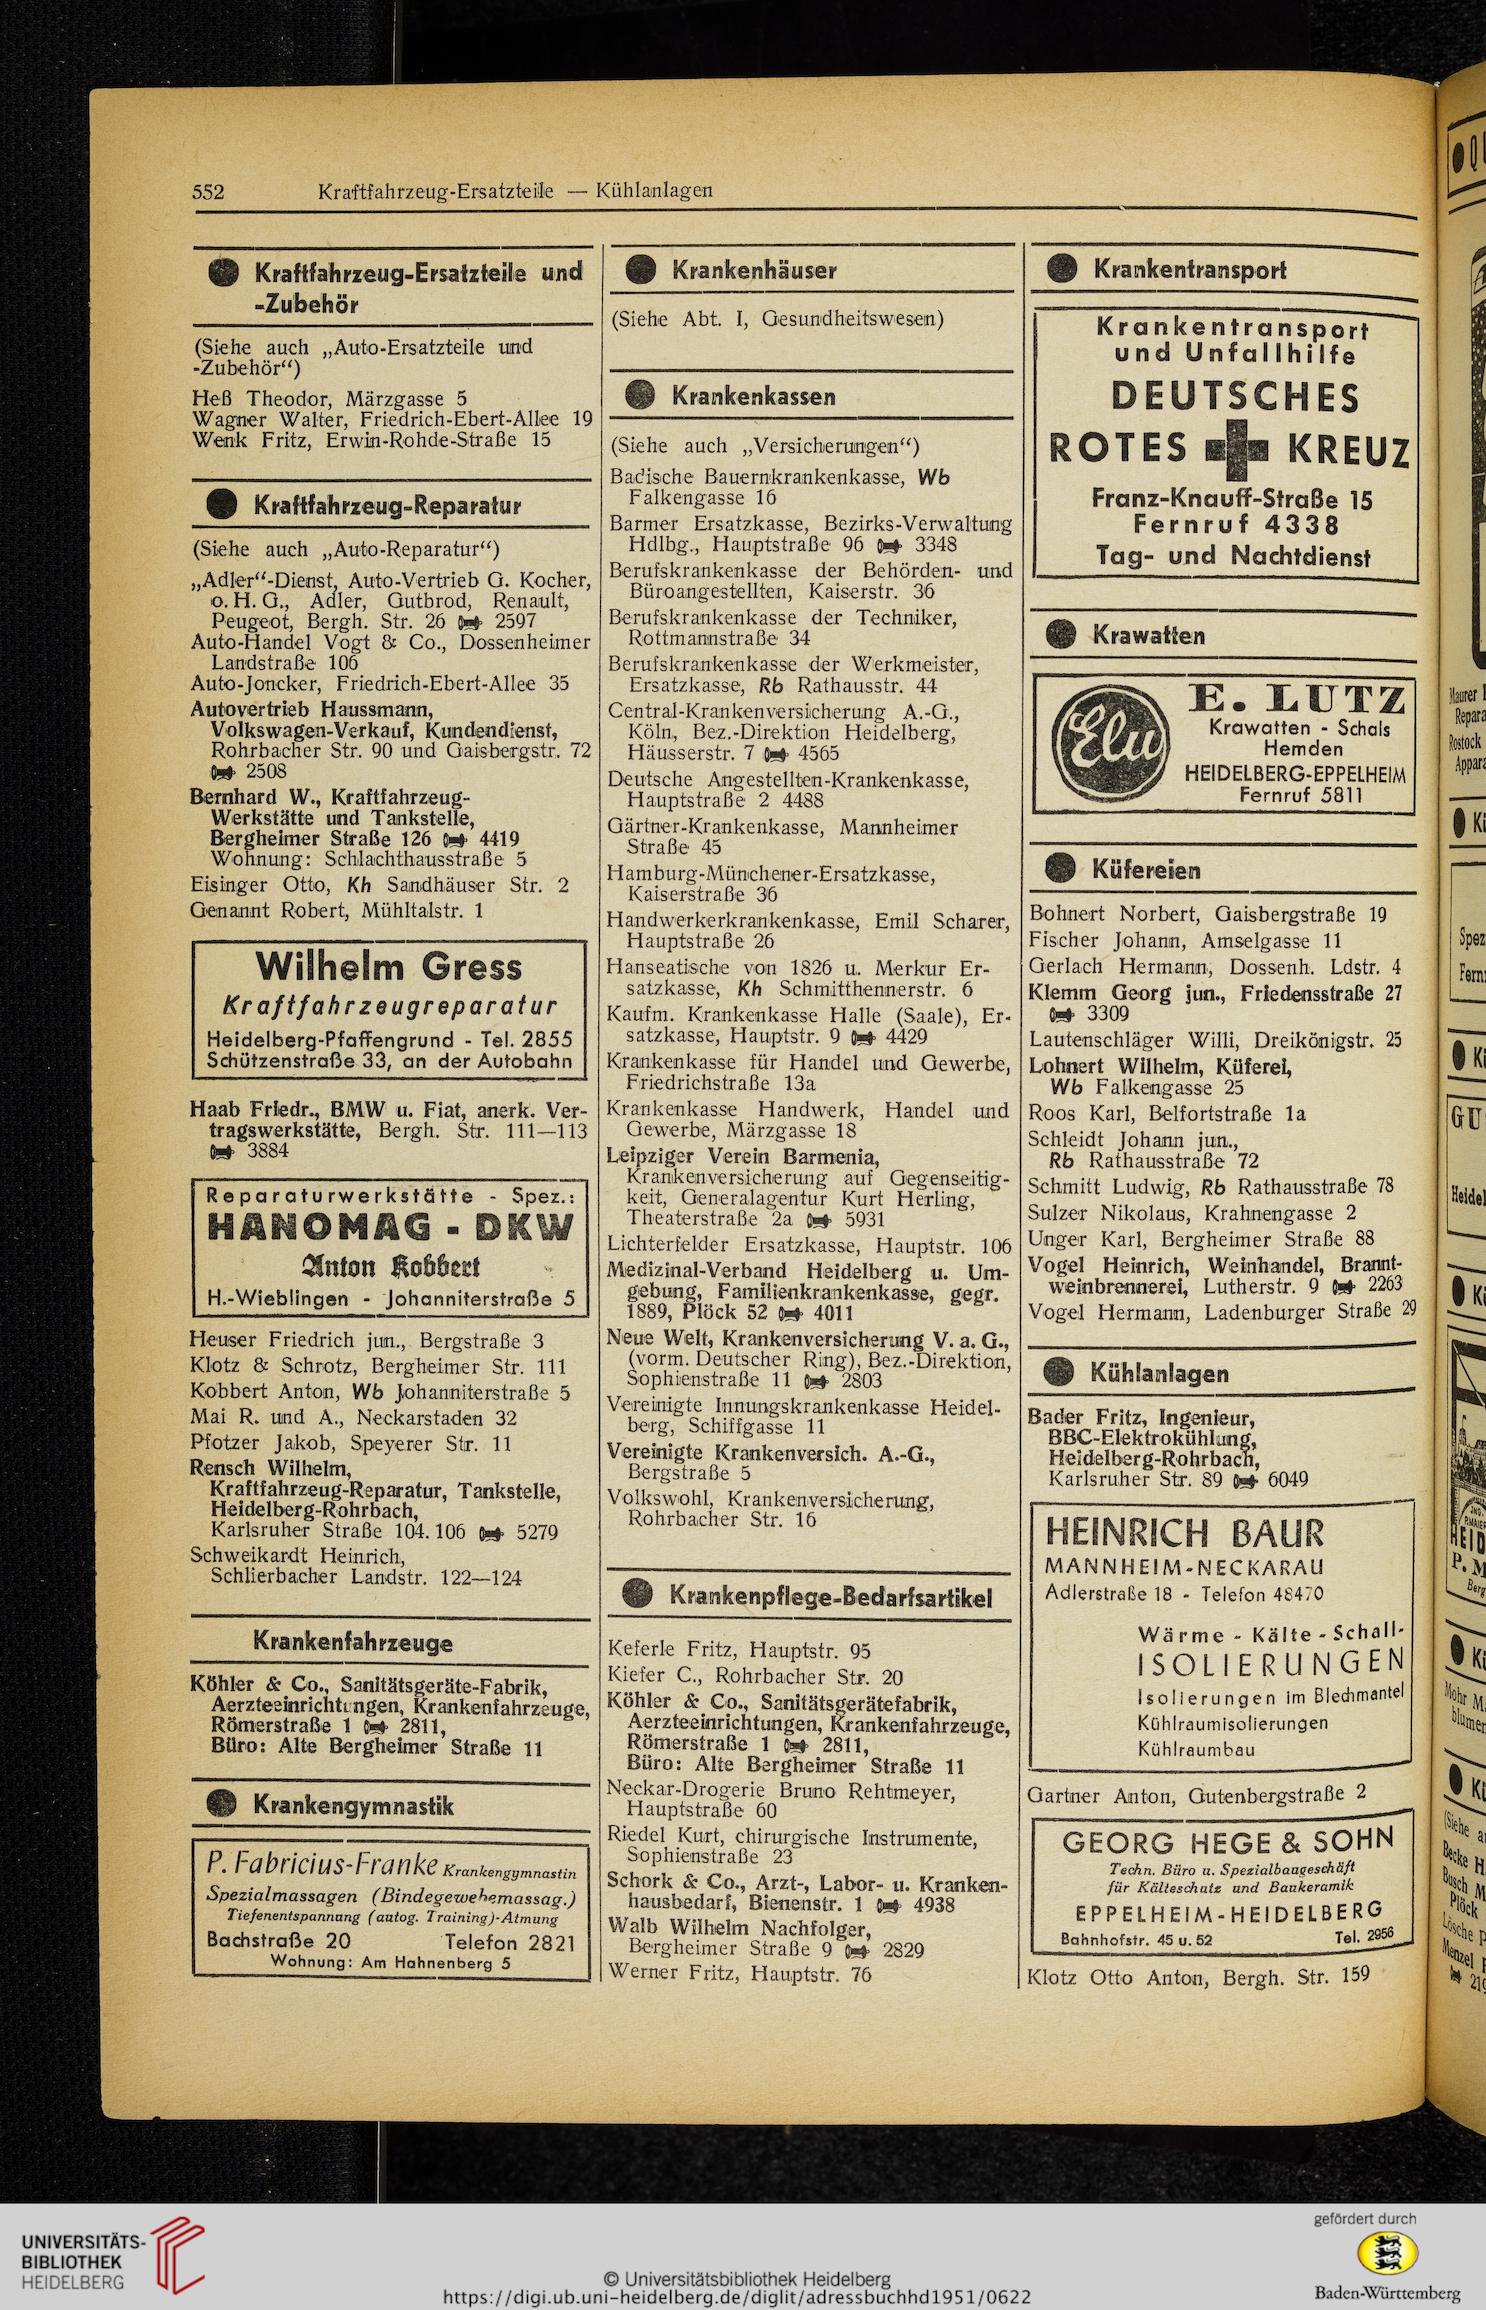 552 Kraftfahrzeug-Ersatzteile — Kühlanlagen
Kraftfahrzeug-Ersatzteile und
-Zubehör
(Siehe auch „Auto-Ersatzteile und
-Zubehör“)
Heß Theodor, Märzgasse 5
Wagner Walter, Friedrich-Ebert-Allee 19
Wenk Fritz, Erwin-Rohde-Straße 15
Kraftfahrzeug-Reparatur
(Siehe auch „Auto-Reparatur“)
„Adler“-Dienst, Auto-Vertrieb G. Kocher,
o. H. G., Adler, Gutbrod, Renault,
Peugeot, Bergh. Str. 26 2597
Auto-Handel Vogt & Co., Dossenheimer
Landstraße 106
Auto-Joncker, Friedrich-Ebert-Allee 35
Autovertrieb Haussmann,
Volkswagen-Verkauf, Kundendienst,
Rohrbacher Str. 90 und Gaisbergstr. 72
2508
Bernhard W., Kraftfahrzeug-
Werkstätte und Tankstelle,
Bergheimer Straße 126 4419
Wohnung: Schlachthausstraße 5
Eisinger Otto, Kh Sandhäuser Str. 2
Genannt Robert, Mühltalstr. 1
Wilhelm Gress
Kraftfahrzeugreparatur
Heidelberg-Pfaffengrund - Tel. 2855
Schützenstraße 33, an der Autobahn
Haab Friedr., BMW u. Fiat, anerk. Ver-
tragswerkstätte, Bergh. Str. 111—113
3884
Reparaturwerkstätte - Spez.:
HANOMAG - DKW
Anton Kobbert
H.-Wieblingen - Johanniterstraße 5
Heuser Friedrich jun., Bergstraße 3
Klotz & Schrotz, Bergheimer Str. 111
Kobbert Anton, Wb Johanniterstraße 5
Mai R. und A., Neckarstaden 32
Pfotzer Jakob, Speyerer Str. 11
Rensch Wilhelm,
Kraftfahrzeug-Reparatur, Tankstelle,
Heidelberg-Rohrbach,
Karlsruher Straße 104. 106 5279
Schweikardt Heinrich,
Schlierbacher Landstr. 122—124
Krankenfahrzeuge
Köhler & Co., Sanitätsgeräte-Fabrik,
Aerzteeinrichtungen, Krankenfahrzeuge,
Römerstraße 1 2811,
Büro: Alte Bergheimer Straße 11
Krankengymnastik
P. Fabricius-Franke Krankengymnastin
Spezialmassagen (Bindegewebemassag.)
Tiefenentspannung (autog. Training)-Atmung
Bachstraße 20 Telefon 2821
Wohnung: Am Hahnenberg 5
Krankenhäuser
(Siehe Abt. I, Gesundheitswesen)
Krankenkassen
(Siehe auch „Versicherungen“)
Badische Bauernkrankenkasse, Wb
Falkengasse 16
Barmer Ersatzkasse, Bezirks-Verwaltung
Hdlbg., Hauptstraße 96 3348
Berufskrankenkasse der Behörden- und
Büroangestellten, Kaiserstr. 36
Berufskrankenkasse der Techniker,
Rottmannstraße 34
Berufskrankenkasse der Werkmeister,
Ersatzkasse, Rb Rathausstr. 44
Central-Krankenversicherung A.-G.,
Köln, Bez.-Direktion Heidelberg,
Häusserstr. 7 4565
Deutsche Angestellten-Krankenkasse,
Hauptstraße 2 4488
Gärtner-Krankenkasse, Mannheimer
Straße 45
Hamburg-Münchener-Ersatzkasse,
Kaiserstraße 36
Handwerkerkrankenkasse, Emil Scharer,
Hauptstraße 26
Hanseatische von 1826 u. Merkur Er-
satzkasse, Kh Schmitthennerstr. 6
Kaufm. Krankenkasse Halle (Saale), Er-
satzkasse, Hauptstr. 9 4429
Krankenkasse für Handel und Gewerbe,
Friedrichstraße 13a
Krankenkasse Handwerk, Handel und
Gewerbe, Märzgasse 18
Leipziger Verein Barmenia,
Krankenversicherung auf Gegenseitig-
keit, Generalagentur Kurt Herling,
Theaterstraße 2a 5931
Lichterfelder Ersatzkasse, Hauptstr. 106
Medizinal-Verband Heidelberg u. Um-
gebung, Familienkrankenkasse, gegr.
1889, Plöck 52 4011
Neue Welt, Krankenversicherung V. a. G.,
(vorm. Deutscher Ring), Bez.-Direktion,
Sophienstraße 11 2803
Vereinigte Innungskrankenkasse Heidel-
berg, Schiffgasse 11
Vereinigte Krankenversich. A.-G.,
Bergstraße 5
Volkswohl, Krankenversicherung,
Rohrbacher Str. 16
Krankenpflege-Bedarfsartikel
Keferle Fritz, Hauptstr. 95
Kiefer C., Rohrbacher Str. 20
Köhler & Co., Sanitätsgerätefabrik,
Aerzteeinrichtungen, Krankenfahrzeuge,
Römerstraße 1 2811,
Büro: Alte Bergheimer Straße 11
Neckar-Drogerie Bruno Rehtmeyer,
Hauptstraße 60
Riedel Kurt, chirurgische Instrumente,
Sophienstraße 23
Schork & Co., Arzt-, Labor- u. Kranken-
hausbedarf, Bienenstr. 1 4938
Walb Wilhelm Nachfolger,
Bergheimer Straße 9 2829
Werner Fritz, Hauptstr. 76
Krankentransport
Krankentransport
und Unfallhilfe
DEUTSCHES
ROTES KREUZ
Franz-Knauff-Straße 15
Fernruf 4338
Tag- und Nachtdienst
Krawatten
Elu
E. LUTZ
Krawatten - Schals
Hemden
HEIDELBERG-EPPELHEIM
Fernruf 5811
Küfereien
Bohnert Norbert, Gaisbergstraße 19
Fischer Johann, Amselgasse 11
Gerlach Hermann, Dossenh. Ldstr. 4
Klemm Georg jun., Friedensstraße 27
3309
Lautenschläger Willi, Dreikönigstr. 25
Lohnert Wilhelm, Küferei,
Wb Falkengasse 25
Roos Karl, Belfortstraße 1a
Schleidt Johann jun.,
Rb Rathausstraße 72
Schmitt Ludwig, Rb Rathausstraße 78
Sulzer Nikolaus, Krahnengasse 2
Unger Karl, Bergheimer Straße 88
Vogel Heinrich, Weinhandel, Brannt-
weinbrennerei, Lutherstr. 9 2263
Vogel Hermann, Ladenburger Straße 29
Kühlanlagen
Bader Fritz, Ingenieur,
BBC-Elektrokühlung,
Heidelberg-Rohrbach,
Karlsruher Str. 89 6049
HEINRICH BAUR
MANNHEIM-NECKARAU
Adlerstraße 18 - Telefon 48470
Wärme - Kälte - Schall-
ISOLIERUNGEN
Isolierungen im Blechmantel
Kühlraumisolierungen
Kühlraumbau
Gartner Anton, Gutenbergstraße 2
GEORG HEGE & SOHN
Techn. Büro u. Spezialbaugeschäft
für Kälteschutz und Baukeramik
EPPELHEIM-HEIDELBERG
Bahnhofstr. 45 u. 52 Tel. 2956
Klotz Otto Anton, Bergh. Str. 159
UNIVERSITÄTS-
BIBLIOTHEK
HEIDELBERG
© Universitätsbibliothek Heidelberg
https://digi.ub.uni-heidelberg.de/diglit/adressbuchhd1951/0622
gefördert durch
Baden-Württemberg